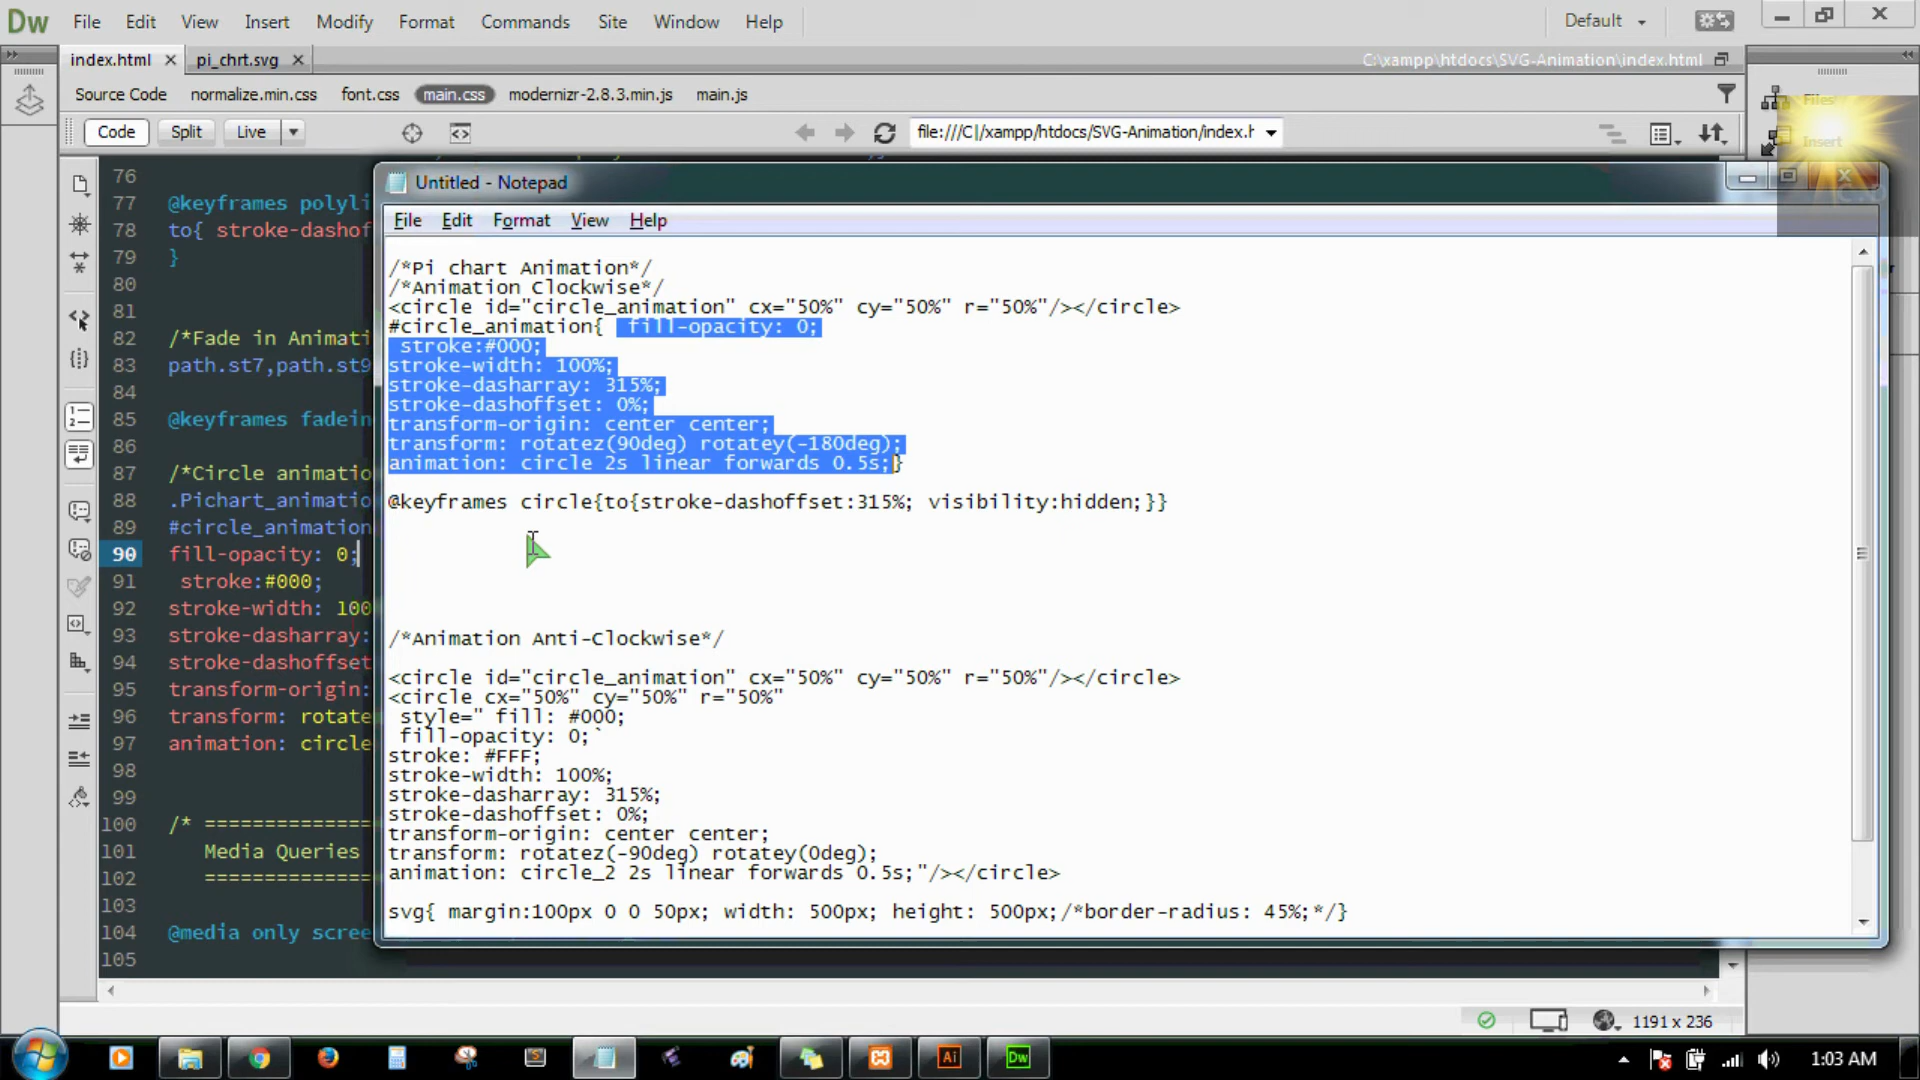 Dw File Edit View Insert Modify Format Commands Site Window Help Default
index.html pi_chrt.svg C:\xampp\htdocs\SVG-Animation\index.html
Source Code normalize.min.css font.css main.css modernizr-2.8.3.min.js main.js
Files
Code Split Live file:///C|/xampp/htdocs/SVG-Animation/index.h
Insert
76
77 @keyframes polyli
78 to{ stroke-dashof
79 }
80
81
82 /*Fade in Animati
83 path.st7,path.st9
84
85 @keyframes fadein
86
87 /*Circle animatio
88 .Pichart_animatio
89 #circle_animation
90 fill-opacity: 0;
91 stroke:#000;
92 stroke-width: 100
93 stroke-dasharray:
94 stroke-dashoffset
95 transform-origin:
96 transform: rotate
97 animation: circle
98
99
100 /* ================
101 Media Queries
102 ================
103
104 @media only scree
105
Untitled - Notepad
File Edit Format View Help
/*Pi chart Animation*/
/*Animation Clockwise*/
<circle id="circle_animation" cx="50%" cy="50%" r="50%"/></circle>
#circle_animation{ fill-opacity: 0;
stroke:#000;
stroke-width: 100%;
stroke-dasharray: 315%;
stroke-dashoffset: 0%;
transform-origin: center center;
transform: rotatez(90deg) rotatey(-180deg);
animation: circle 2s linear forwards 0.5s;}
@keyframes circle{to{stroke-dashoffset:315%; visibility:hidden;}}
/*Animation Anti-Clockwise*/
<circle id="circle_animation" cx="50%" cy="50%" r="50%"/></circle>
<circle cx="50%" cy="50%" r="50%"
style=" fill: #000;
fill-opacity: 0;`
stroke: #FFF;
stroke-width: 100%;
stroke-dasharray: 315%;
stroke-dashoffset: 0%;
transform-origin: center center;
transform: rotatez(-90deg) rotatey(0deg);
animation: circle_2 2s linear forwards 0.5s;"/></circle>
svg{ margin:100px 0 0 50px; width: 500px; height: 500px;/*border-radius: 45%;*/}
1191 x 236
Ai Dw 1:03 AM